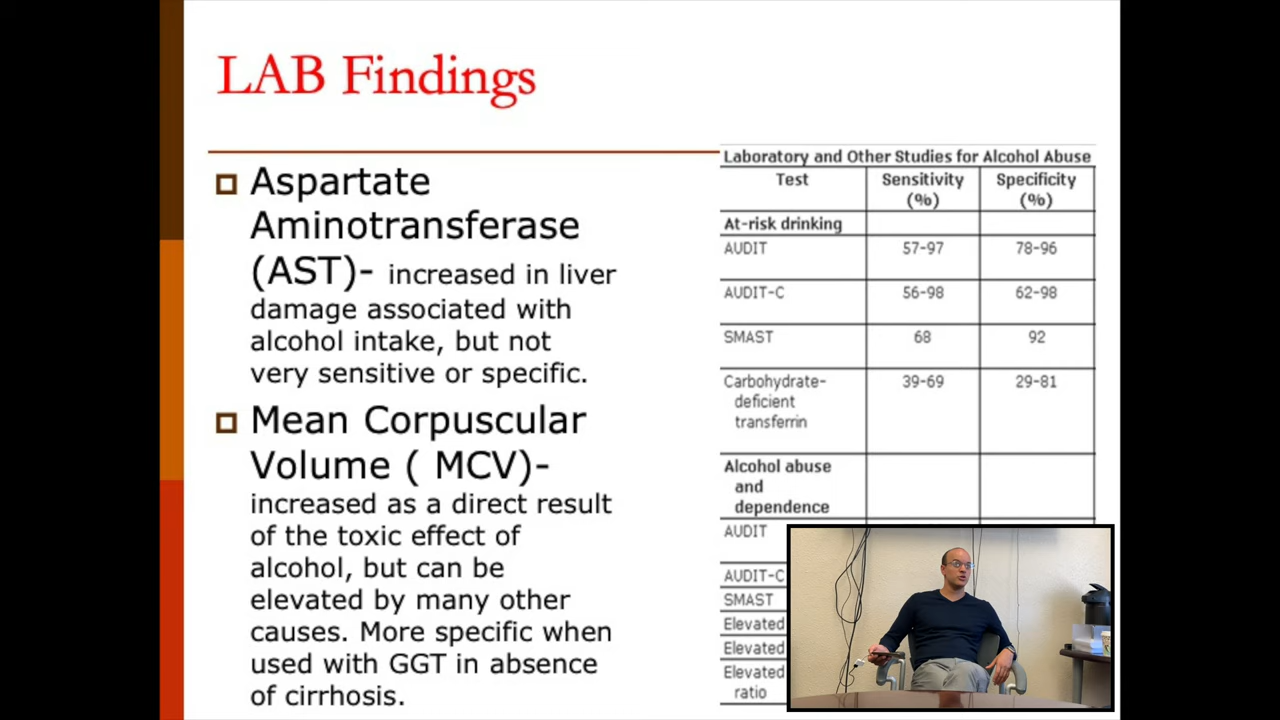 LAB Findings
Aspartate
Aminotransferase
(AST)- increased in liver
damage associated with
alcohol intake, but not
very sensitive or specific.
Mean Corpuscular
Volume ( MCV)-
increased as a direct result
of the toxic effect of
alcohol, but can be
elevated by many other
causes. More specific when
used with GGT in absence
of cirrhosis.
Laboratory and Other Studies for Alcohol Abuse
Test Sensitivity Specificity
(%) (%)
At-risk drinking
AUDIT 57-97 78-96
AUDIT-C 56-98 62-98
SMAST 68 92
Carbohydrate- 39-69 29-81
deficient
transferrin
Alcohol abuse
and
dependence
AUDIT
AUDIT-C
SMAST
Elevated
Elevated
Elevated
ratio